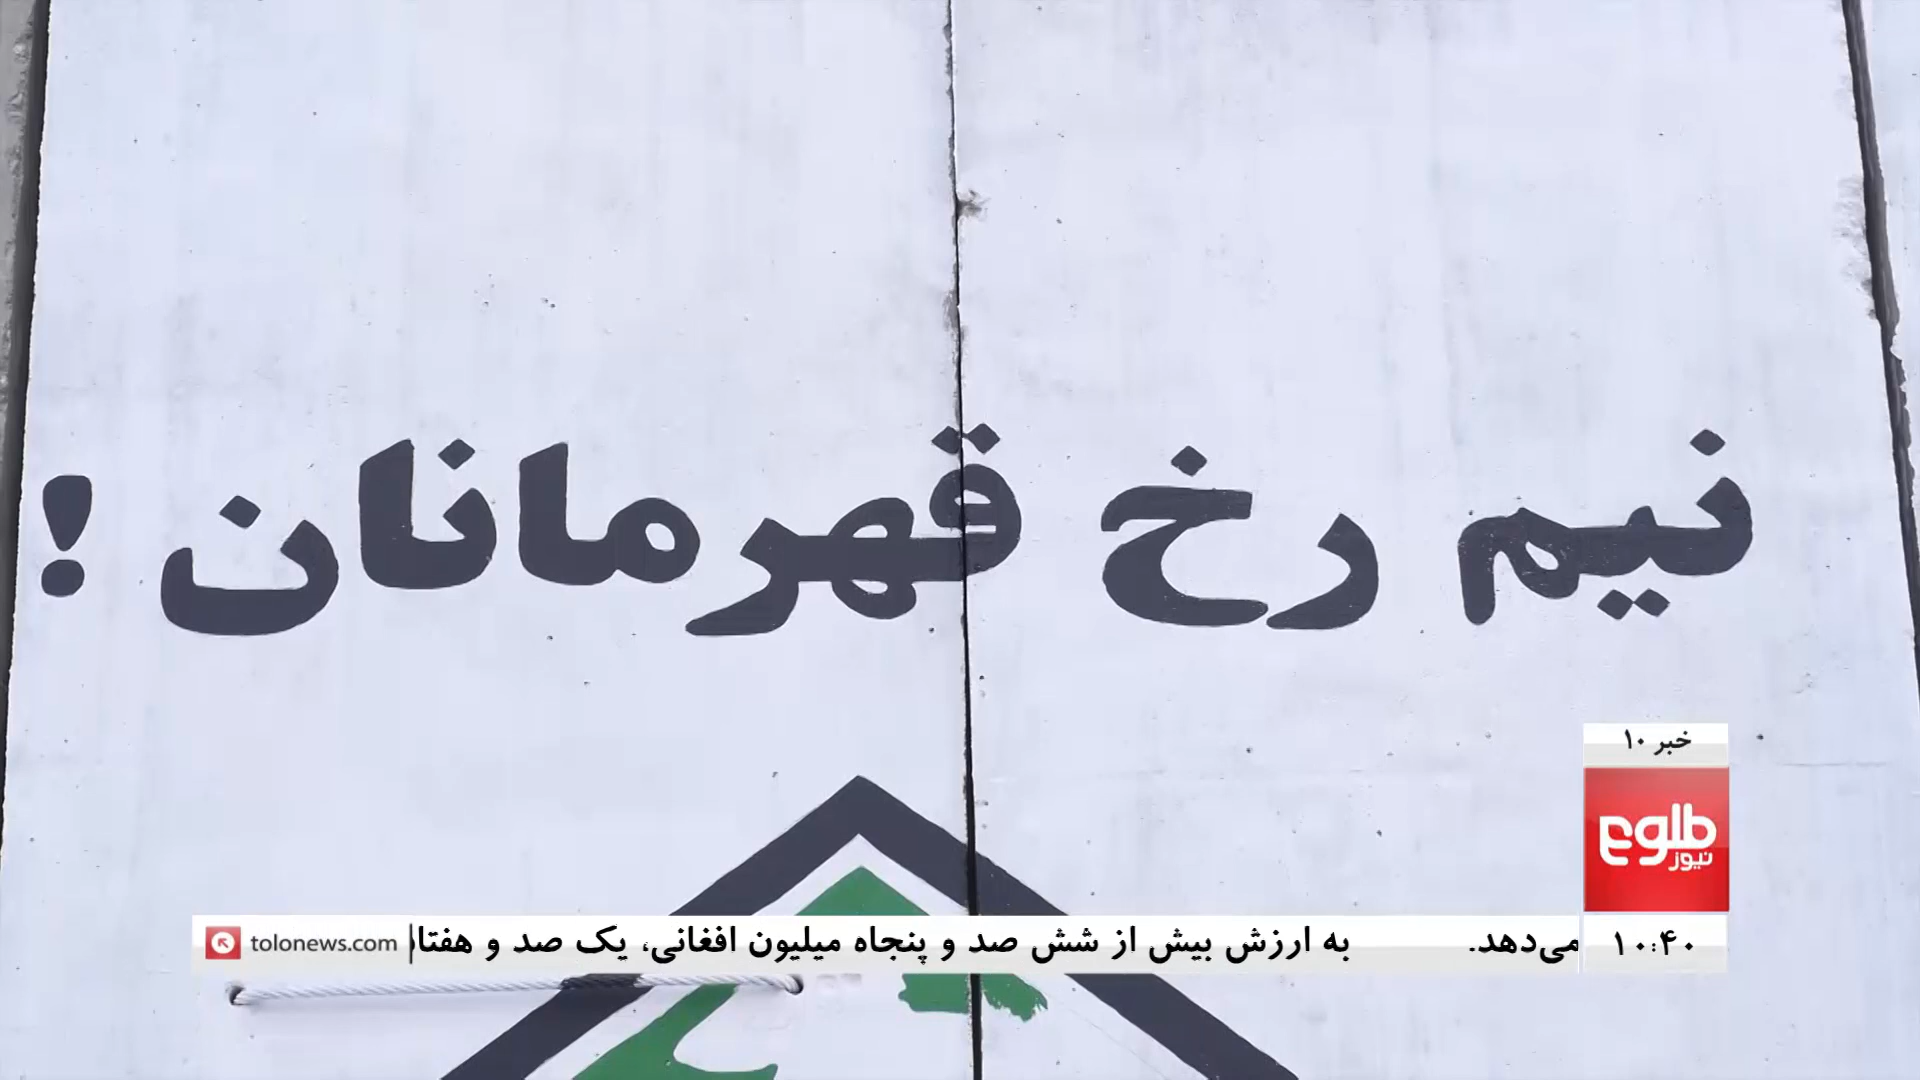 نیم رخ قهرمانان !
خبر ۱۰
طلوع
نیوز
می‌دهد. به ارزش بیش از شش صد و پنجاه میلیون افغانی، یک صد و
۱۰:۴۰
tolonews.com